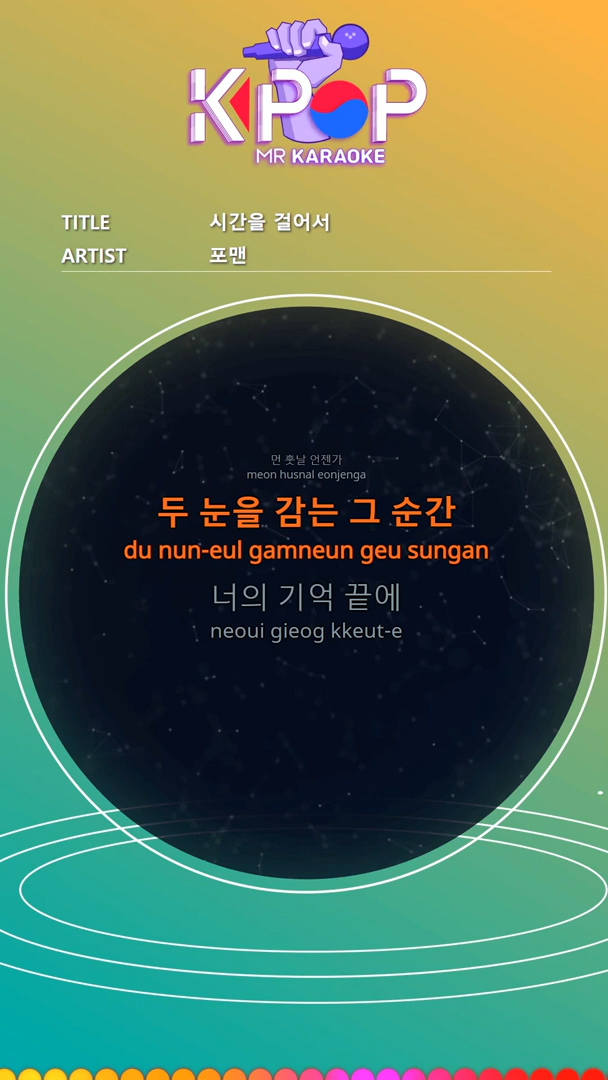 KPOP
MR KARAOKE
TITLE 시간을 걸어서
ARTIST 포맨
먼 훗날 언젠가
meon husnal eonjenga
두 눈을 감는 그 순간
du nun-eul gamneun geu sungan
너의 기억 끝에
neoui gieog kkeut-e